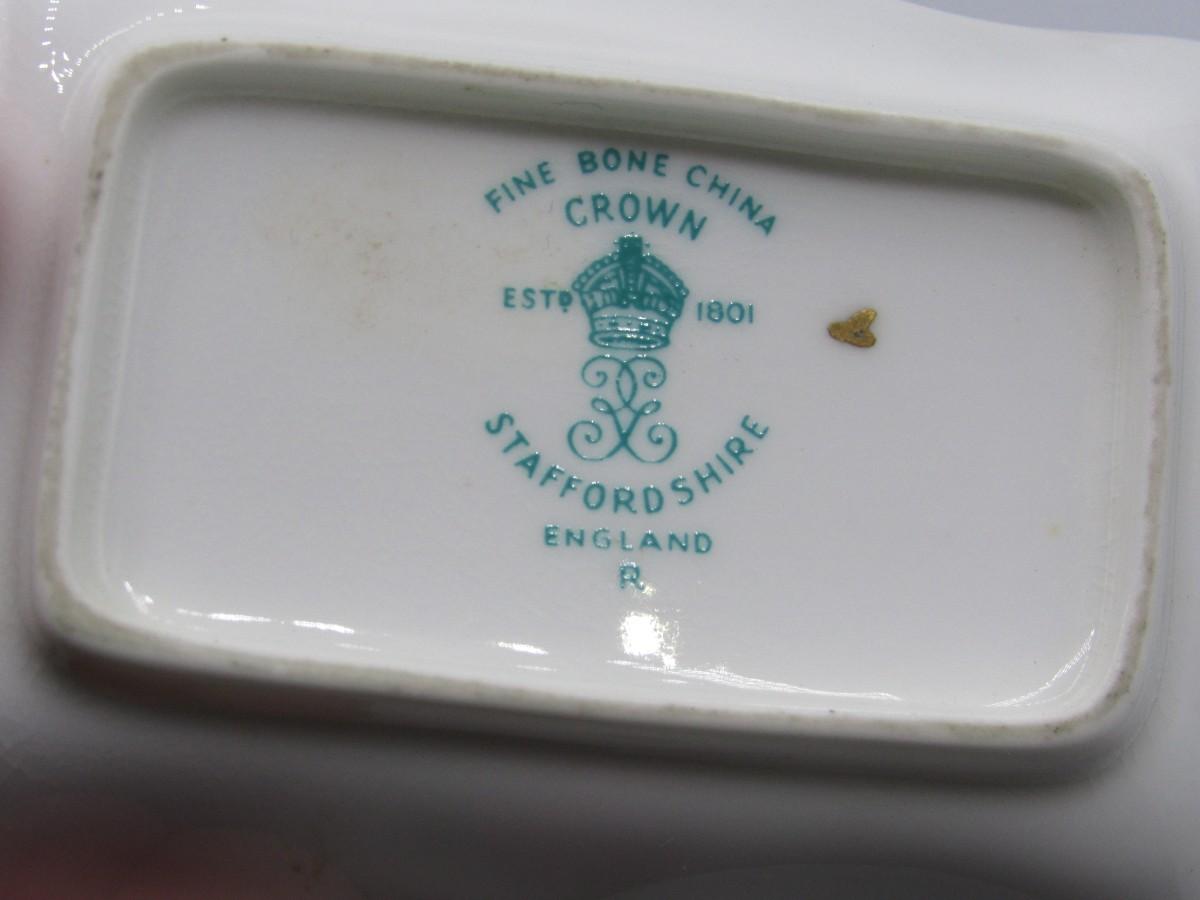 FINE BONE CHINA
CROWN
ESTD 1801
STAFFORDSHIRE
ENGLAND
R